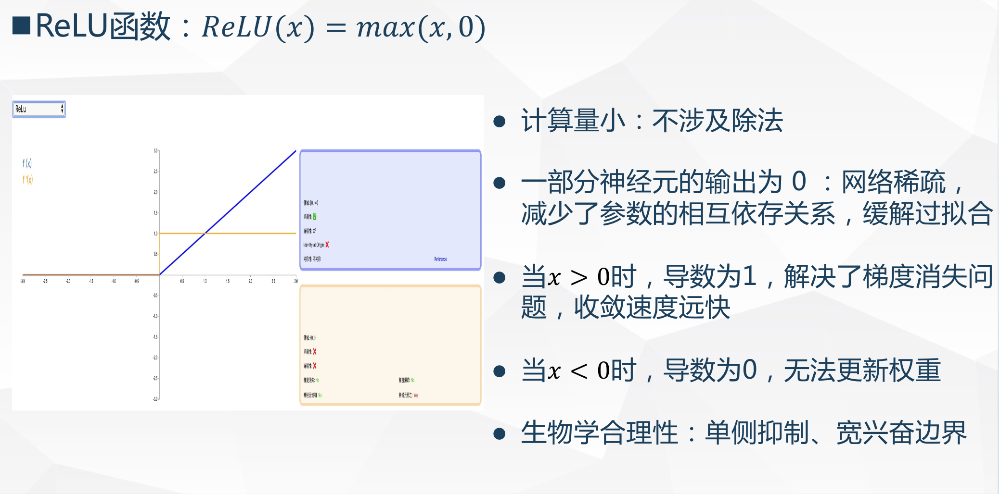 ■ReLU函数：ReLU(x) = max(x, 0)
ReLu
f (x)
f '(x)
3.0
2.5
2.0
1.5
1.0
0.5
-3.0 -2.5 -2.0 -1.5 -1.0 -0.5 0.5 1.0 1.5 2.0 2.5 3.0
-0.5
-1.0
-1.5
-2.0
-2.5
-3.0
值域: [0, ∞)
单调性: ✅
连续性: C⁰
Identity at Origin: ❌
对称性: 不对称 Reference
值域: {0,1}
单调性: ❌
连续性: ❌
梯度消失: No 梯度爆炸: No
神经元饱和: No 神经元死亡: Yes
● 计算量小：不涉及除法
● 一部分神经元的输出为 0 ：网络稀疏，
减少了参数的相互依存关系，缓解过拟合
● 当x > 0时，导数为1，解决了梯度消失问
题，收敛速度远快
● 当x < 0时，导数为0，无法更新权重
● 生物学合理性：单侧抑制、宽兴奋边界